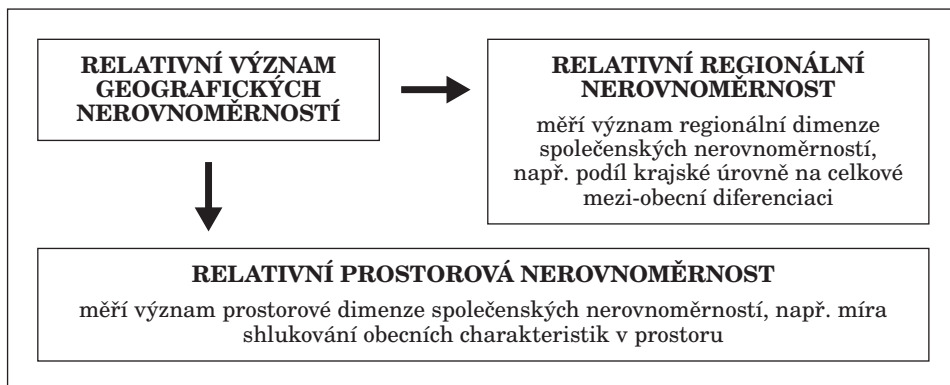 RELATIVNÍ VÝZNAM
GEOGRAFICKÝCH
NEROVNOMĚRNOSTÍ
RELATIVNÍ REGIONÁLNÍ
NEROVNOMĚRNOST
měří význam regionální dimenze
společenských nerovnoměrností,
např. podíl krajské úrovně na celkové
mezi-obecní diferenciaci
RELATIVNÍ PROSTOROVÁ NEROVNOMĚRNOST
měří význam prostorové dimenze společenských nerovnoměrností, např. míra
shlukování obecních charakteristik v prostoru